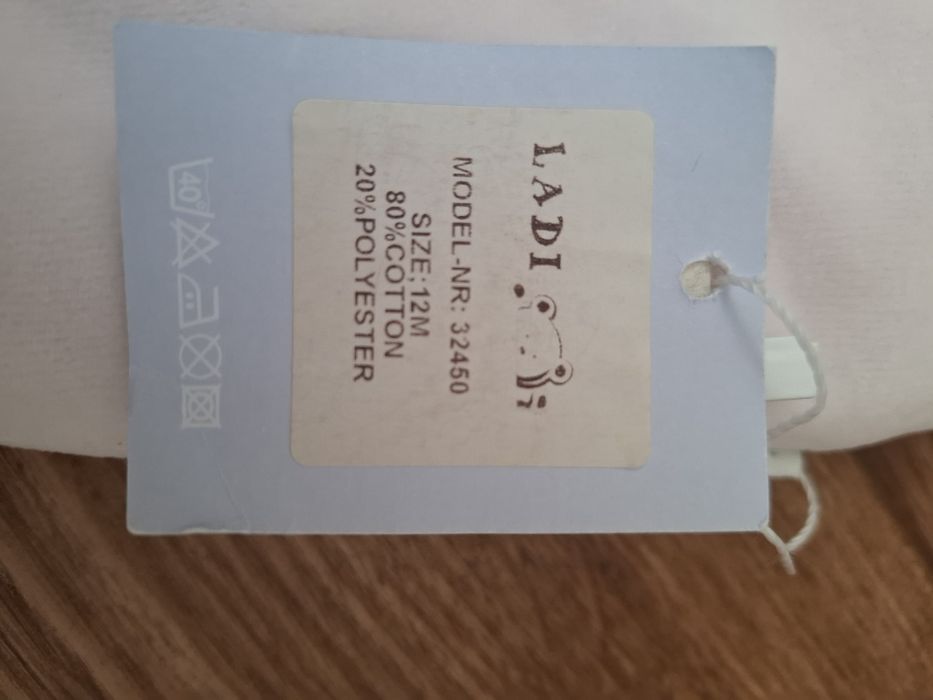 LADI
MODEL-NR: 32450
SIZE:12M
80%COTTON
20%POLYESTER
40°